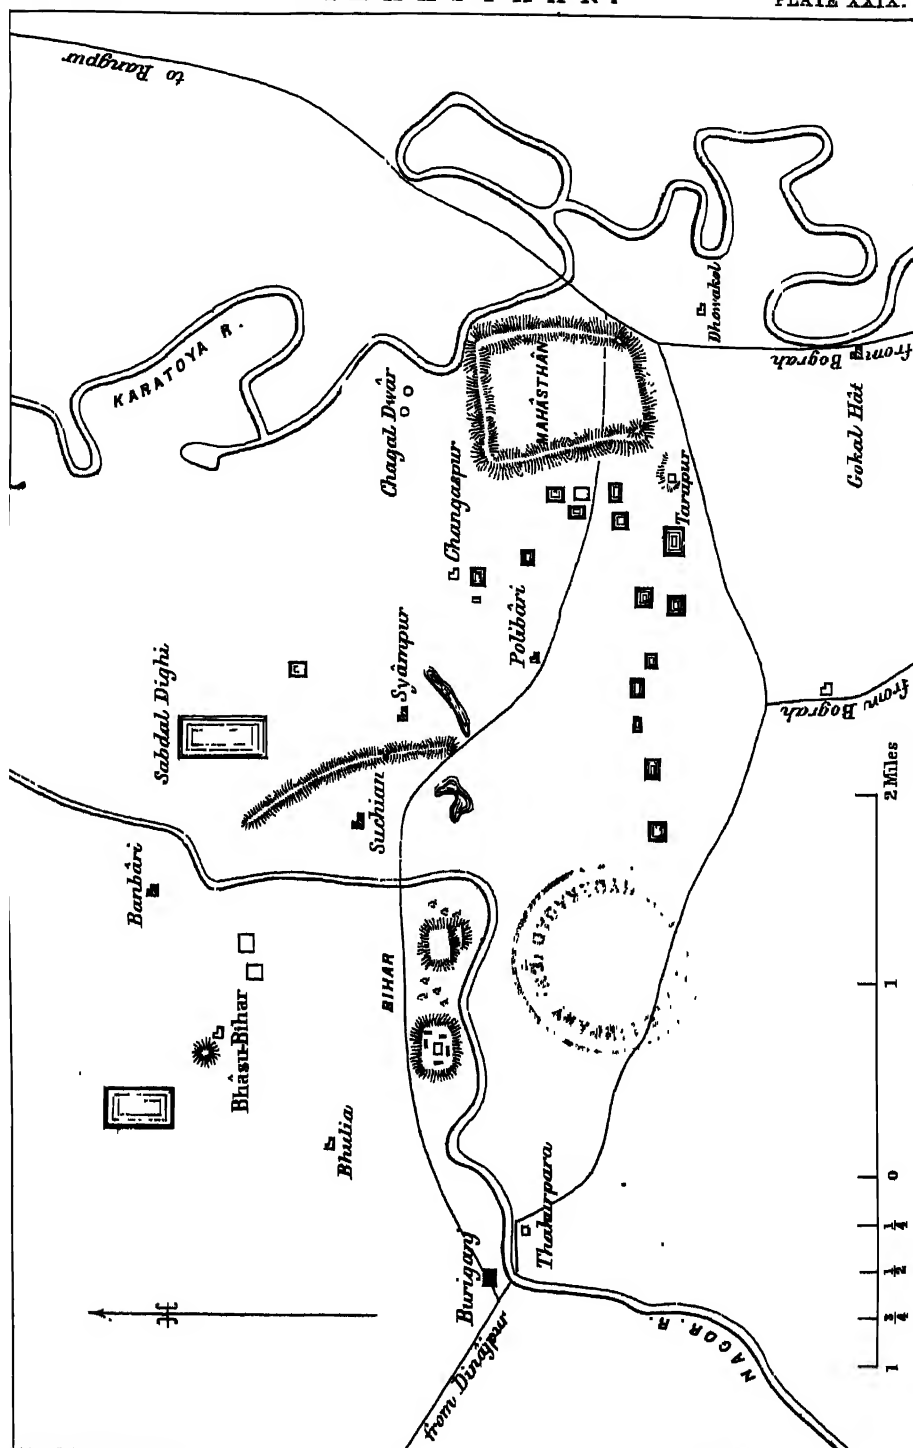 PLATE XXIX.
to Rangpur
KARATOYA R.
Chagal Dwâr
MAHÂSTHÂN
Dhowakol
from Bograh
Gokal Hât
Changaspur
Tarapur
Polibâri
Syâmpur
Sabdal Dighi
Suchian
from Bograh
Banbâri
BIHAR
Bhâsu-Bihar
Bhulia
Thakurpara
Buriganj
from Dinâjpur
NAGOR. R.
1 3/4 1/2 1/4 0 1 2 Miles